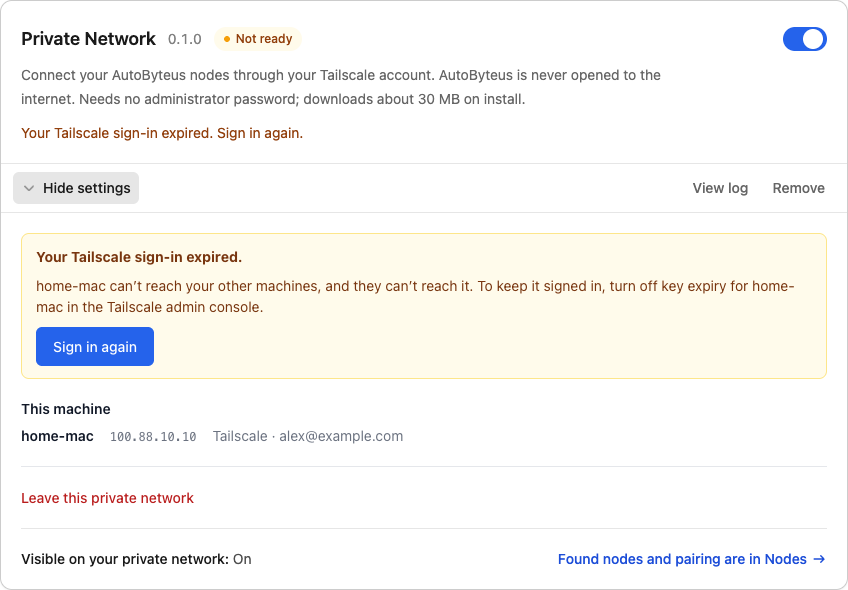 Private Network 0.1.0 Not ready
Connect your AutoByteus nodes through your Tailscale account. AutoByteus is never opened to the
internet. Needs no administrator password; downloads about 30 MB on install.
Your Tailscale sign-in expired. Sign in again.
Hide settings View log Remove
Your Tailscale sign-in expired.
home-mac can’t reach your other machines, and they can’t reach it. To keep it signed in, turn off key expiry for home-
mac in the Tailscale admin console.
Sign in again
This machine
home-mac 100.88.10.10 Tailscale · alex@example.com
Leave this private network
Visible on your private network: On Found nodes and pairing are in Nodes →